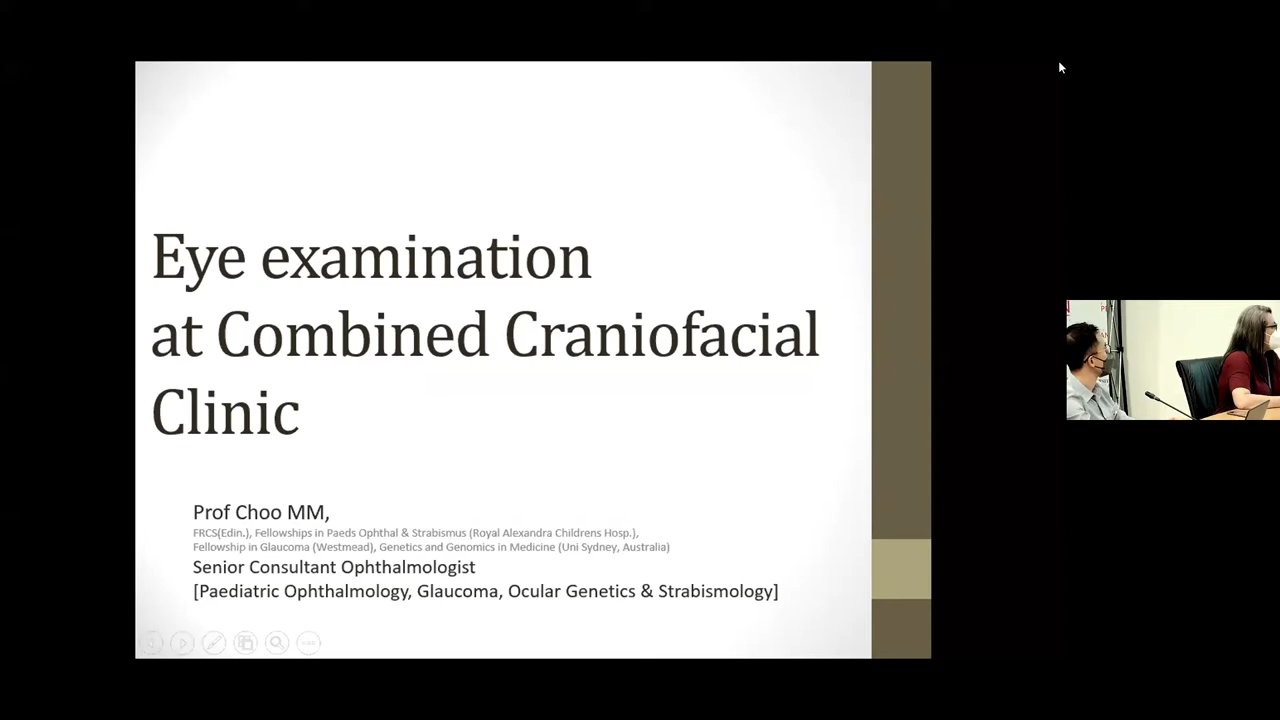 Eye examination
at Combined Craniofacial
Clinic
Prof Choo MM,
FRCS(Edin.), Fellowships in Paeds Ophthal & Strabismus (Royal Alexandra Childrens Hosp.),
Fellowship in Glaucoma (Westmead), Genetics and Genomics in Medicine (Uni Sydney, Australia)
Senior Consultant Ophthalmologist
[Paediatric Ophthalmology, Glaucoma, Ocular Genetics & Strabismology]